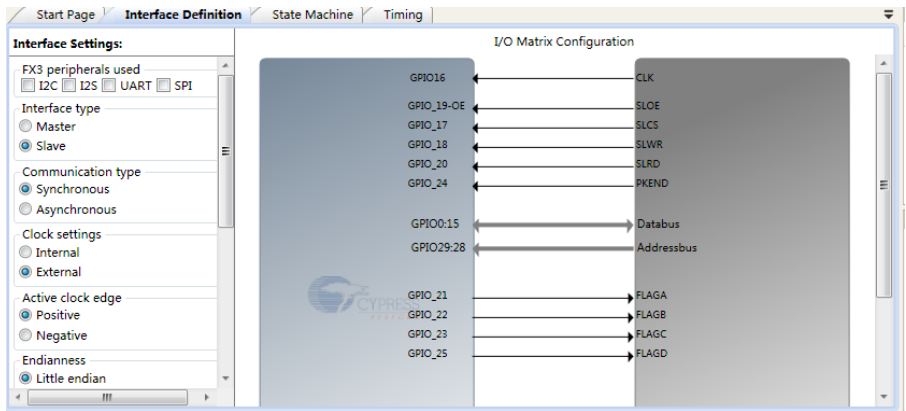 Start Page
Interface Definition
State Machine
Timing
Interface Settings:
FX3 peripherals used
I2C I2S UART SPI
Interface type
Master
Slave
Communication type
Synchronous
Asynchronous
Clock settings
Internal
External
Active clock edge
Positive
Negative
Endianness
Little endian
I/O Matrix Configuration
GPIO16 CLK
GPIO_19-OE SLOE
GPIO_17 SLCS
GPIO_18 SLWR
GPIO_20 SLRD
GPIO_24 PKEND
GPIO0:15 Databus
GPIO29:28 Addressbus
CYPRESS
GPIO_21 FLAGA
GPIO_22 FLAGB
GPIO_23 FLAGC
GPIO_25 FLAGD